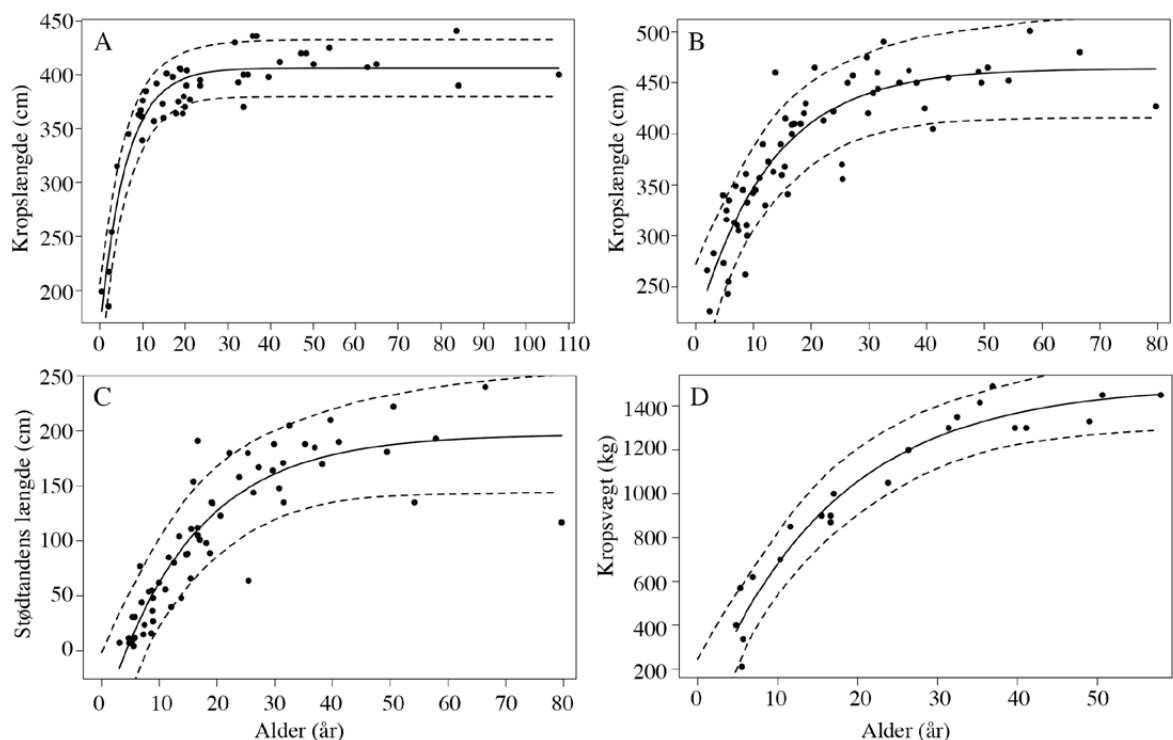 A
Kropslængde (cm)
450
400
350
300
250
200
0 10 20 30 40 50 60 70 80 90 100 110
B
Kropslængde (cm)
500
450
400
350
300
250
0 10 20 30 40 50 60 70 80
C
Stødtandens længde (cm)
250
200
150
100
50
0
0 10 20 30 40 50 60 70 80
Alder (år)
D
Kropsvægt (kg)
1400
1200
1000
800
600
400
200
0 10 20 30 40 50
Alder (år)